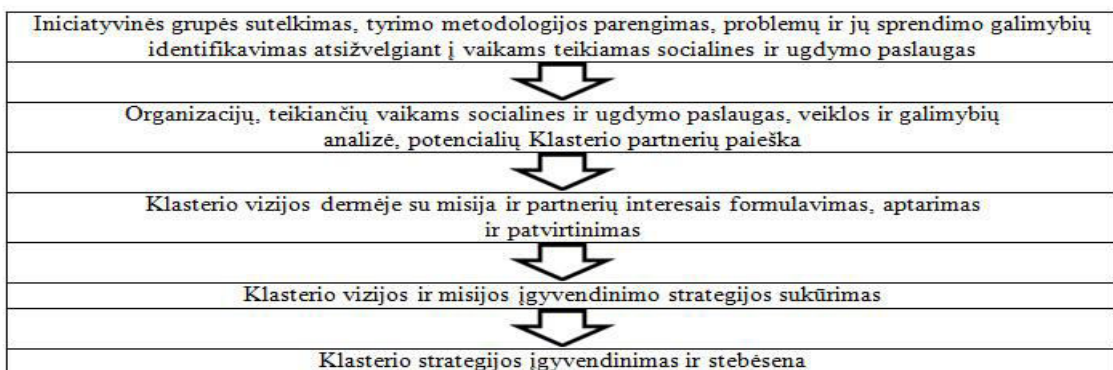 Iniciatyvinės grupės sutelkimas, tyrimo metodologijos parengimas, problemų ir jų sprendimo galimybių
identifikavimas atsižvelgiant į vaikams teikiamas socialines ir ugdymo paslaugas
Organizacijų, teikiančių vaikams socialines ir ugdymo paslaugas, veiklos ir galimybių
analizė, potencialių Klasterio partnerių paieška
Klasterio vizijos dermėje su misija ir partnerių interesais formulavimas, aptarimas
ir patvirtinimas
Klasterio vizijos ir misijos įgyvendinimo strategijos sukūrimas
Klasterio strategijos įgyvendinimas ir stebėsena